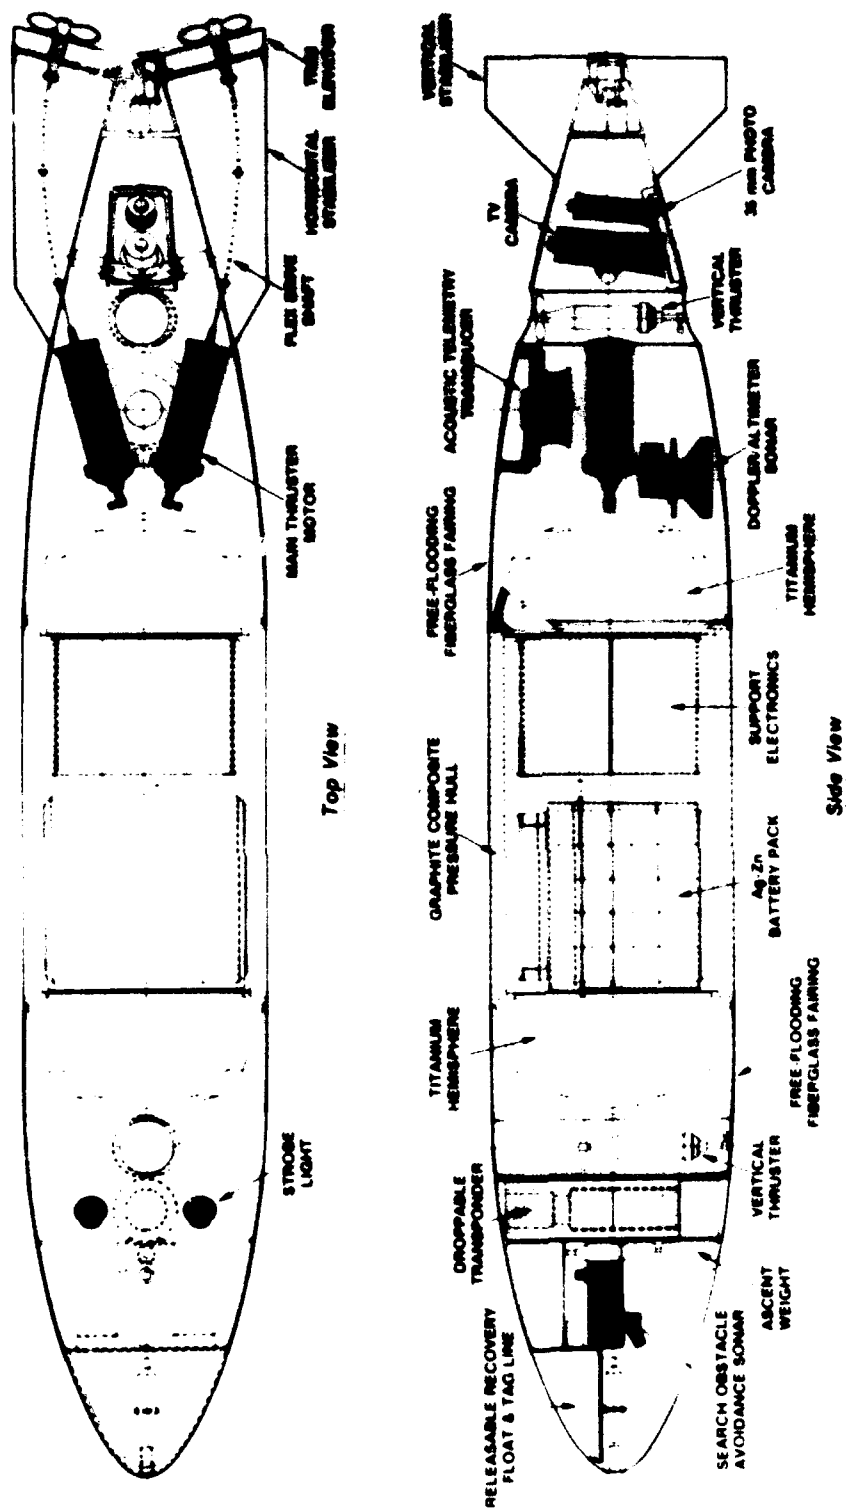 TRIM
ELEVATOR
HORIZONTAL
STABILIZER
FLEX DRIVE
SHAFT
MAIN THRUSTER
MOTOR
Top View
STROBE
LIGHT
VERTICAL
STABILIZER
TV
CAMERA
35 mm PHOTO
CAMERA
ACOUSTIC TELEMETRY
TRANSDUCER
VERTICAL
THRUSTER
DOPPLER/ALTIMETER
SONAR
FREE-FLOODING
FIBERGLASS FAIRING
TITANIUM
HEMISPHERE
SUPPORT
ELECTRONICS
GRAPHITE COMPOSITE
PRESSURE HULL
Side View
Ag-Zn
BATTERY PACK
TITANIUM
HEMISPHERE
FREE-FLOODING
FIBERGLASS FAIRING
DROPPABLE
TRANSPONDER
VERTICAL
THRUSTER
ASCENT
WEIGHT
RELEASABLE RECOVERY
FLOAT & TAG LINE
SEARCH OBSTACLE
AVOIDANCE SONAR